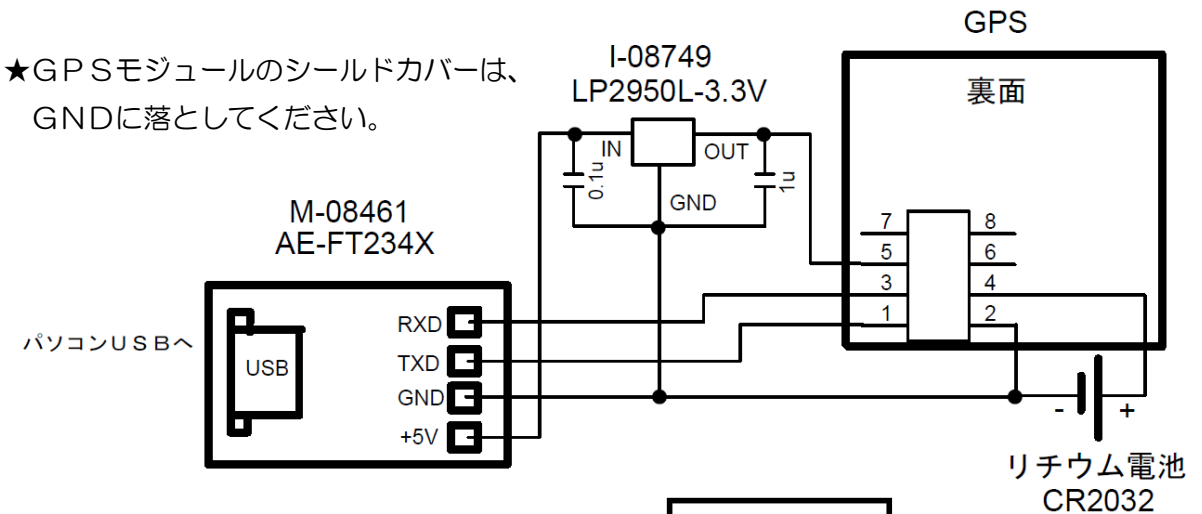 ★GPSモジュールのシールドカバーは、
GNDに落としてください。
I-08749
LP2950L-3.3V
IN
OUT
GND
0.1u
1u
GPS
裏面
7
8
5
6
3
4
1
2
M-08461
AE-FT234X
パソコンUSBへ
USB
RXD
TXD
GND
+5V
-
+
リチウム電池
CR2032